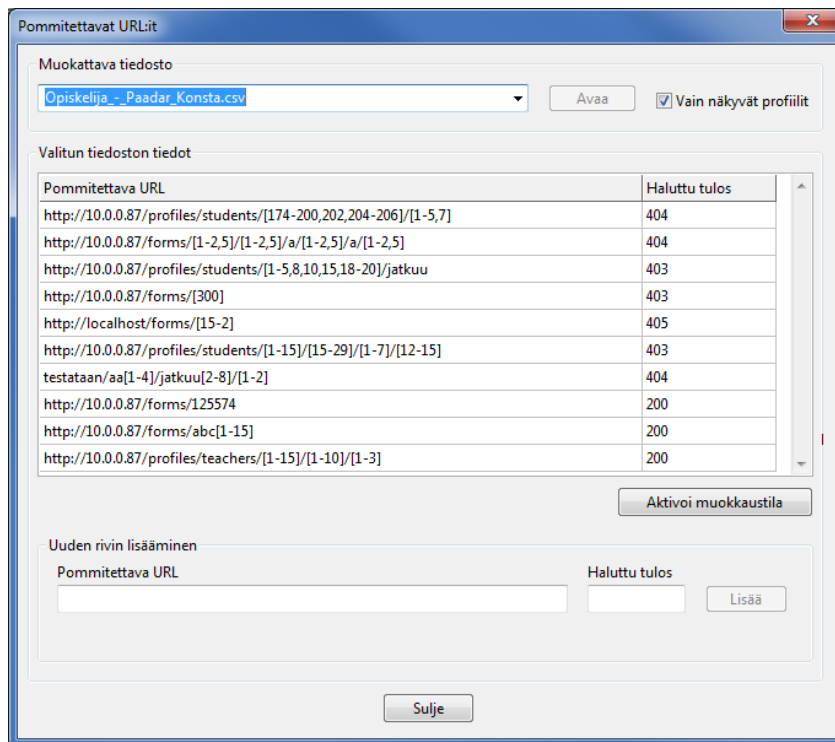 Pommitettavat URL:it
Muokattava tiedosto
Opiskelija_-_Paadar_Konsta.csv Avaa Vain näkyvät profiilit
Valitun tiedoston tiedot
Pommitettava URL Haluttu tulos
http://10.0.0.87/profiles/students/[174-200,202,204-206]/[1-5,7] 404
http://10.0.0.87/forms/[1-2,5]/[1-2,5]/a/[1-2,5]/a/[1-2,5] 404
http://10.0.0.87/profiles/students/[1-5,8,10,15,18-20]/jatkuu 403
http://10.0.0.87/forms/[300] 403
http://localhost/forms/[15-2] 405
http://10.0.0.87/profiles/students/[1-15]/[15-29]/[1-7]/[12-15] 403
testataan/aa[1-4]/jatkuu[2-8]/[1-2] 404
http://10.0.0.87/forms/125574 200
http://10.0.0.87/forms/abc[1-15] 200
http://10.0.0.87/profiles/teachers/[1-15]/[1-10]/[1-3] 200
Aktivoi muokkaustila
Uuden rivin lisääminen
Pommitettava URL Haluttu tulos
Lisää
Sulje